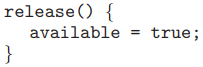 release() {
   available = true;
}